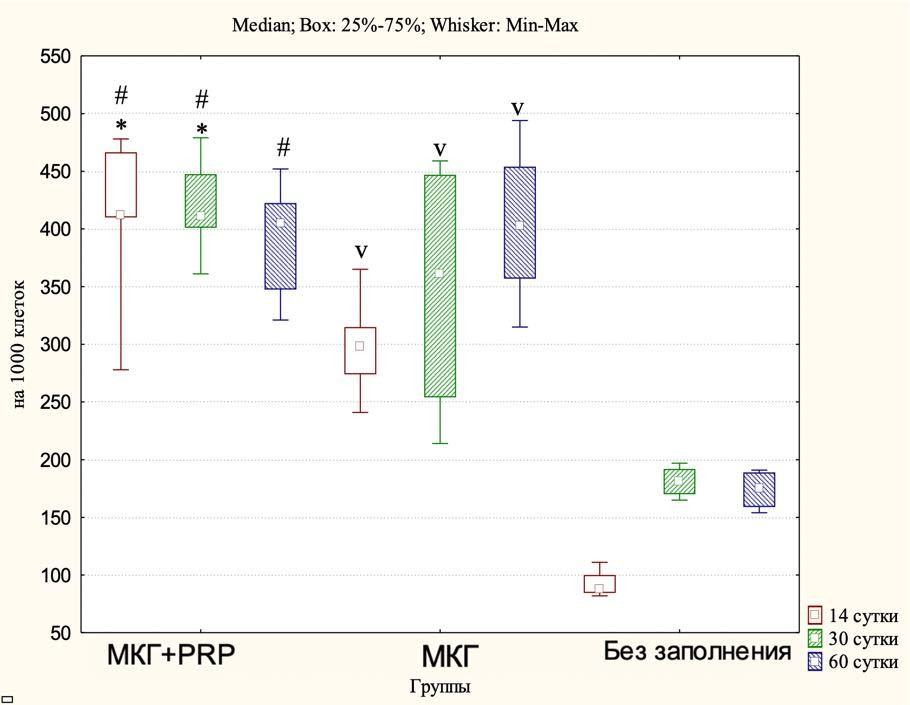 Median; Box: 25%-75%; Whisker: Min-Max
550
500
450
400
350
300
250
200
150
100
50
на 1000 клеток
#
*
#
*
#
v
v
v
МКГ+PRP
МКГ
Без заполнения
Группы
14 сутки
30 сутки
60 сутки